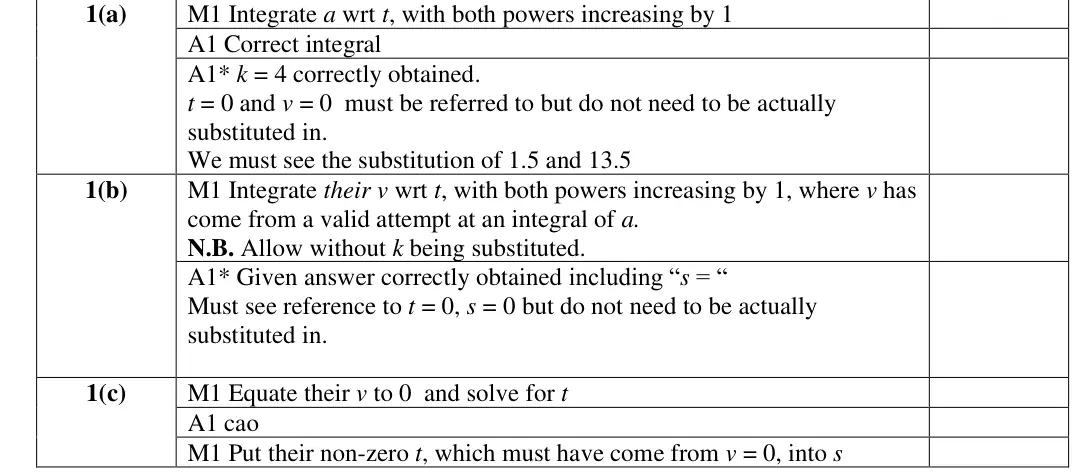 1(a) M1 Integrate a wrt t, with both powers increasing by 1
A1 Correct integral
A1* k = 4 correctly obtained.
t = 0 and v = 0  must be referred to but do not need to be actually
substituted in.
We must see the substitution of 1.5 and 13.5
1(b) M1 Integrate their v wrt t, with both powers increasing by 1, where v has
come from a valid attempt at an integral of a.
N.B. Allow without k being substituted.
A1* Given answer correctly obtained including “s = “
Must see reference to t = 0, s = 0 but do not need to be actually
substituted in.
1(c) M1 Equate their v to 0  and solve for t
A1 cao
M1 Put their non-zero t, which must have come from v = 0, into s